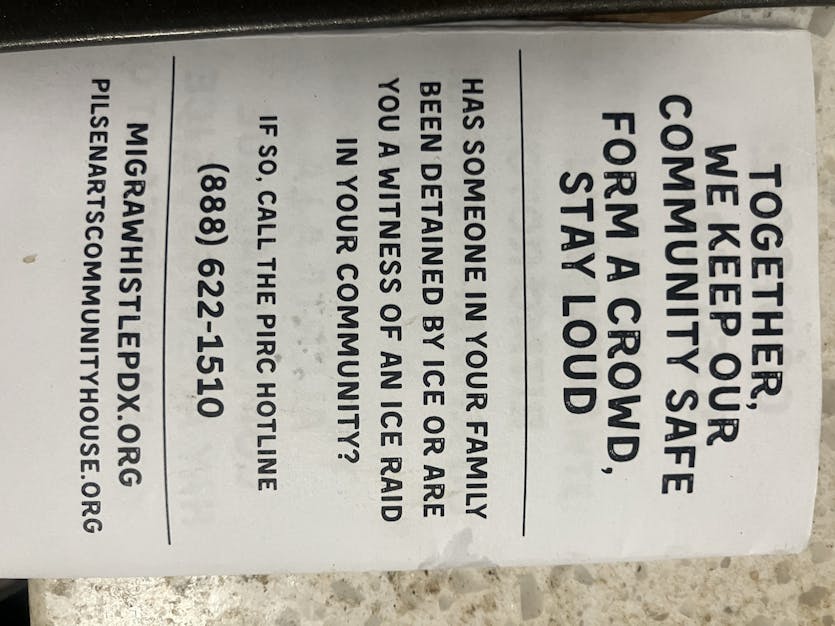 TOGETHER,
WE KEEP OUR
COMMUNITY SAFE
FORM A CROWD,
STAY LOUD
HAS SOMEONE IN YOUR FAMILY
BEEN DETAINED BY ICE OR ARE
YOU A WITNESS OF AN ICE RAID
IN YOUR COMMUNITY?
IF SO, CALL THE PIRC HOTLINE
(888) 622-1510
MIGRAWHISTLEPDX.ORG
PILSENARTSCOMMUNITYHOUSE.ORG